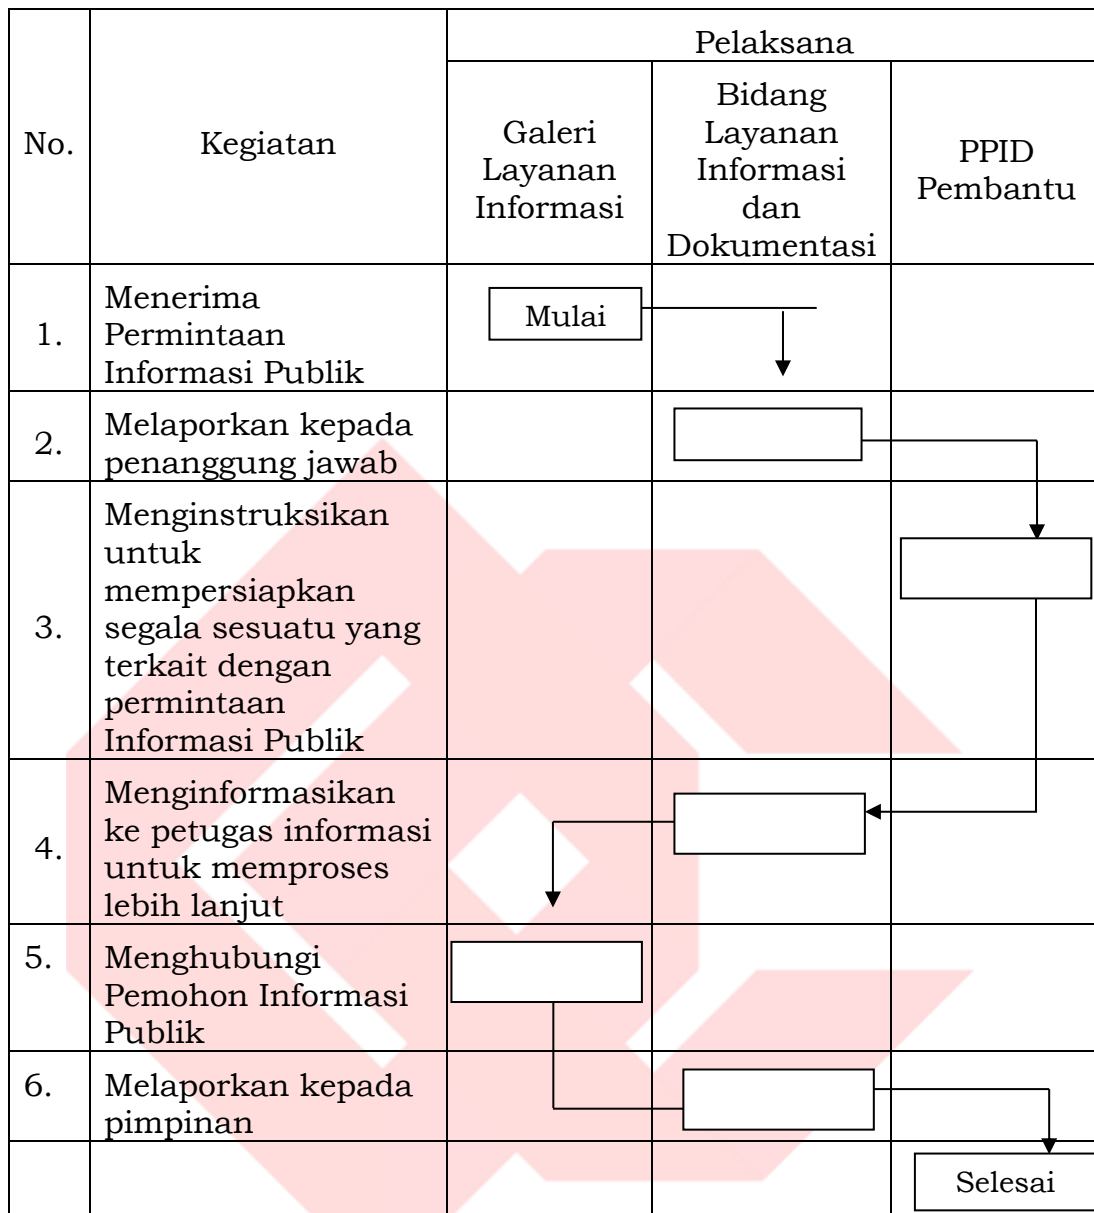 No.
Kegiatan
Pelaksana
Galeri
Layanan
Informasi
Bidang
Layanan
Informasi
dan
Dokumentasi
PPID
Pembantu
1.
Menerima
Permintaan
Informasi Publik
Mulai
2.
Melaporkan kepada
penanggung jawab
3.
Menginstruksikan
untuk
mempersiapkan
segala sesuatu yang
terkait dengan
permintaan
Informasi Publik
4.
Menginformasikan
ke petugas informasi
untuk memproses
lebih lanjut
5.
Menghubungi
Pemohon Informasi
Publik
6.
Melaporkan kepada
pimpinan
Selesai